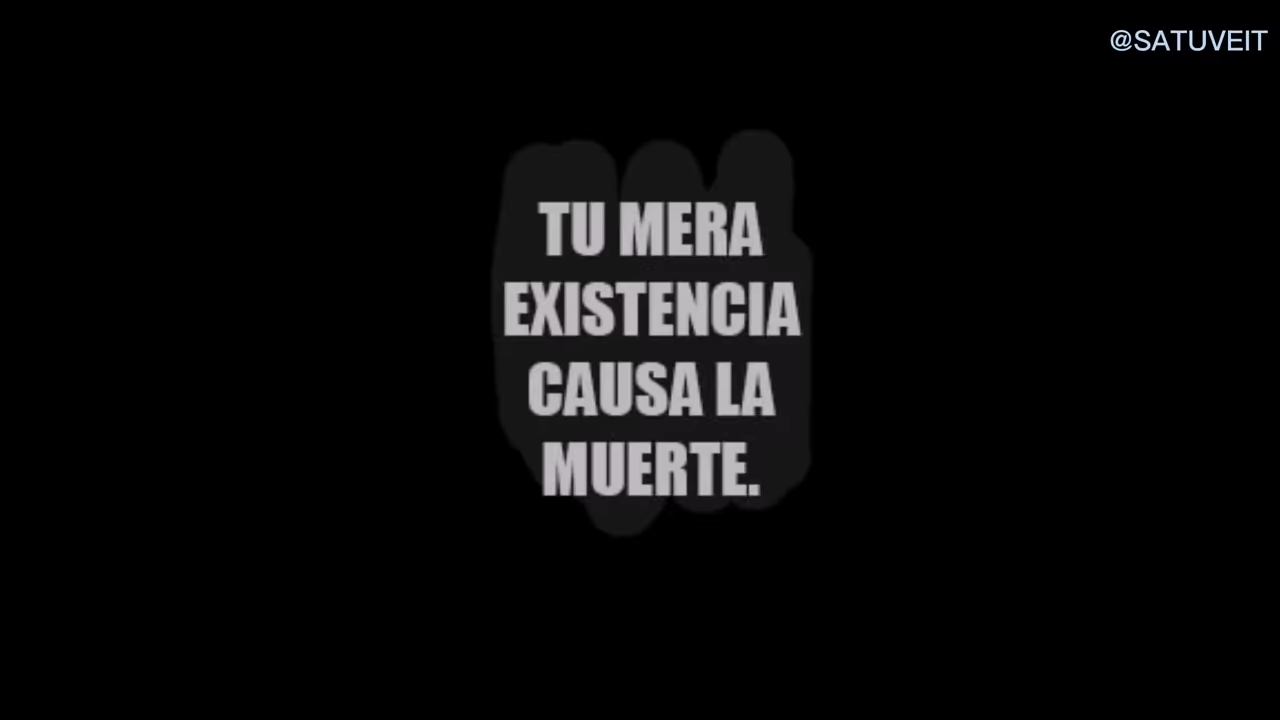 @SATUVEIT
TU MERA
EXISTENCIA
CAUSA LA
MUERTE.